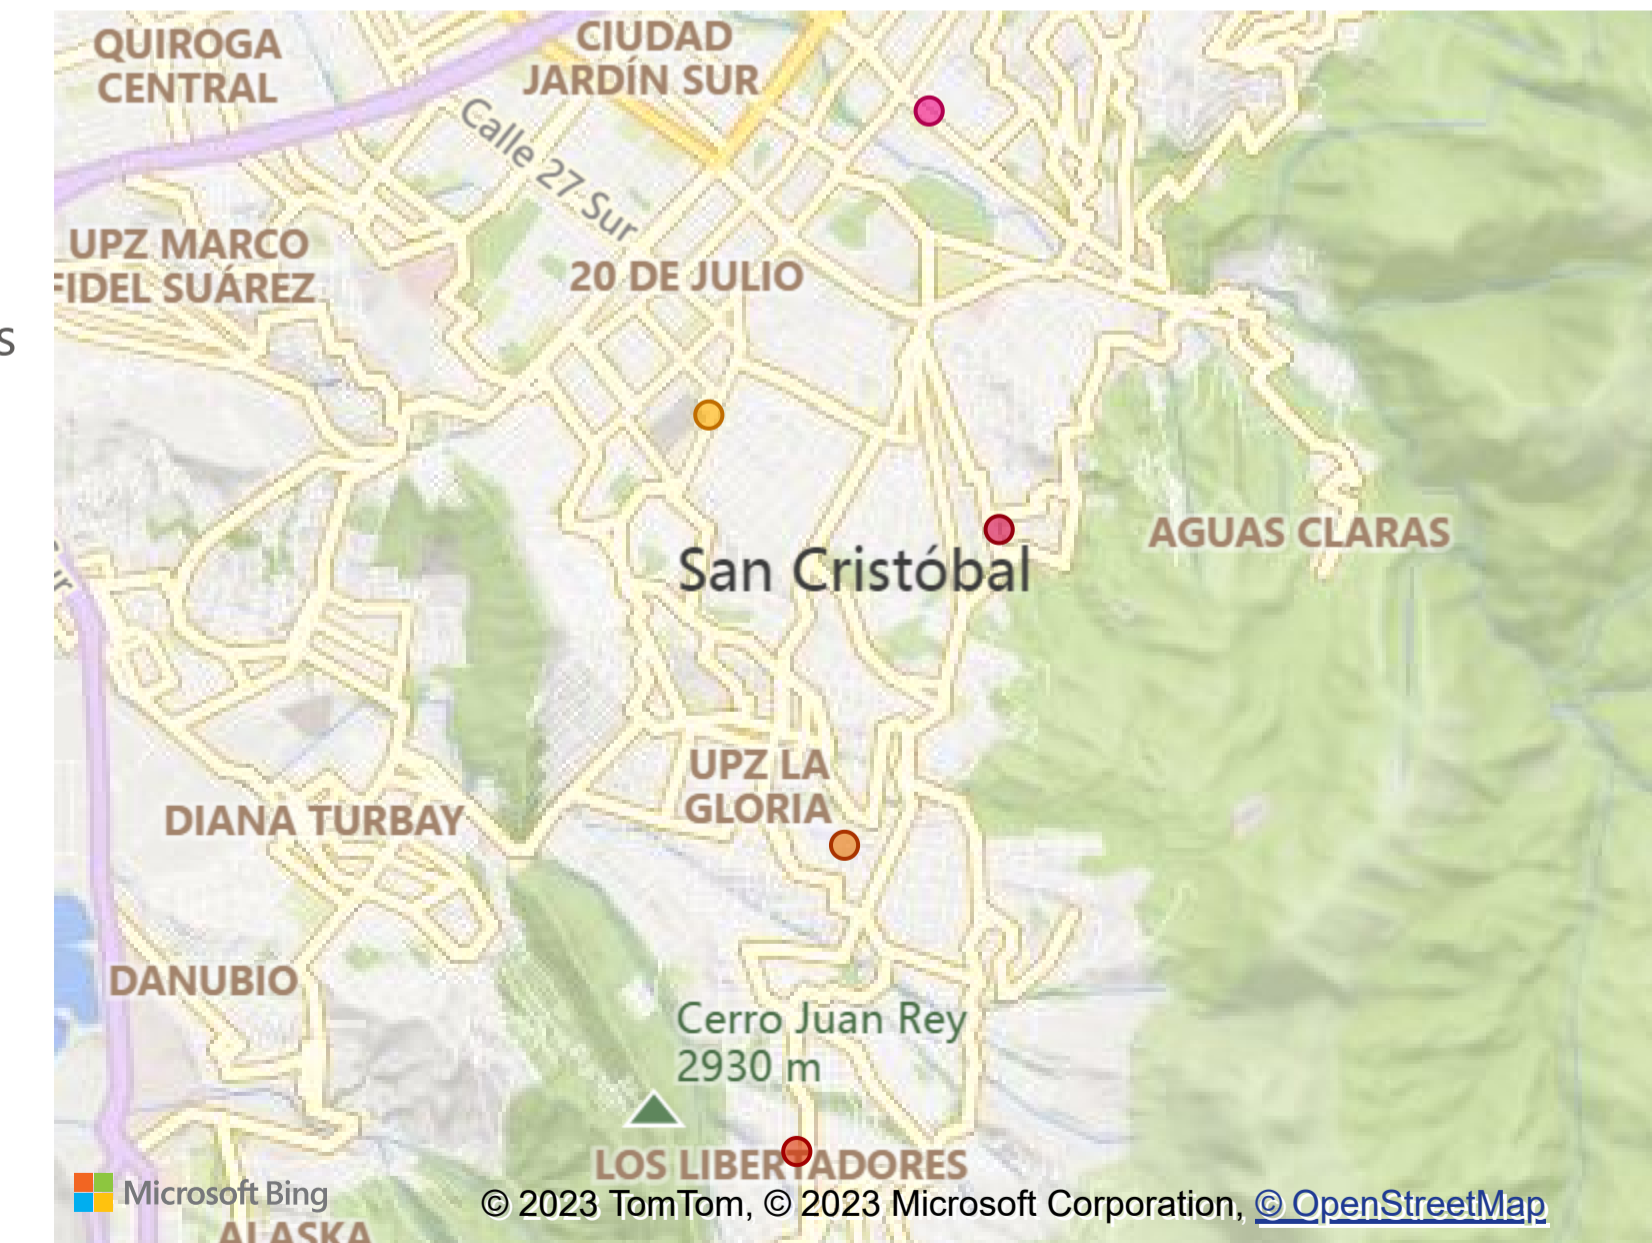 QUIROGA
CENTRAL
CIUDAD
JARDÍN SUR
Calle 27 Sur
UPZ MARCO
FIDEL SUÁREZ
20 DE JULIO
s
AGUAS CLARAS
San Cristóbal
ur
UPZ LA
GLORIA
DIANA TURBAY
DANUBIO
Cerro Juan Rey
2930 m
LOS LIBERTADORES
Microsoft Bing
© 2023 TomTom, © 2023 Microsoft Corporation, © OpenStreetMap
ALASKA